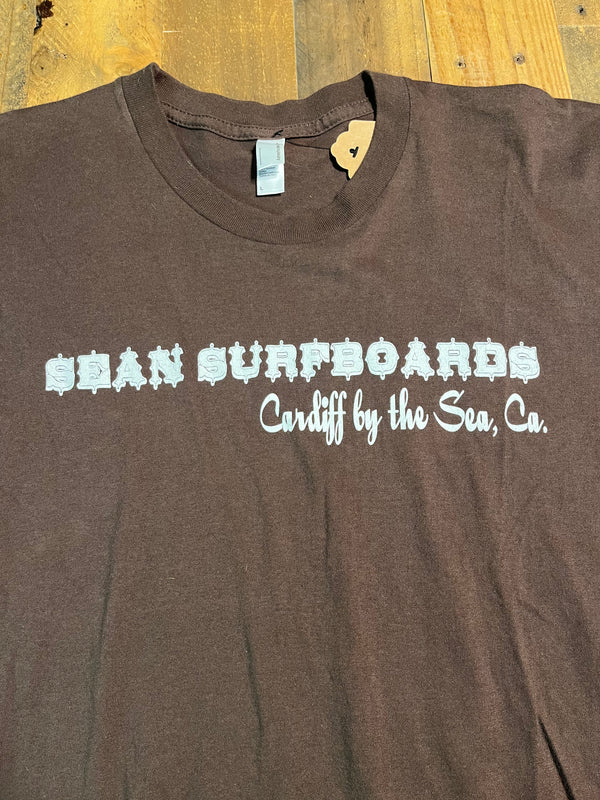 SEAN SURFBOARDS
Cardiff by the Sea, Ca.